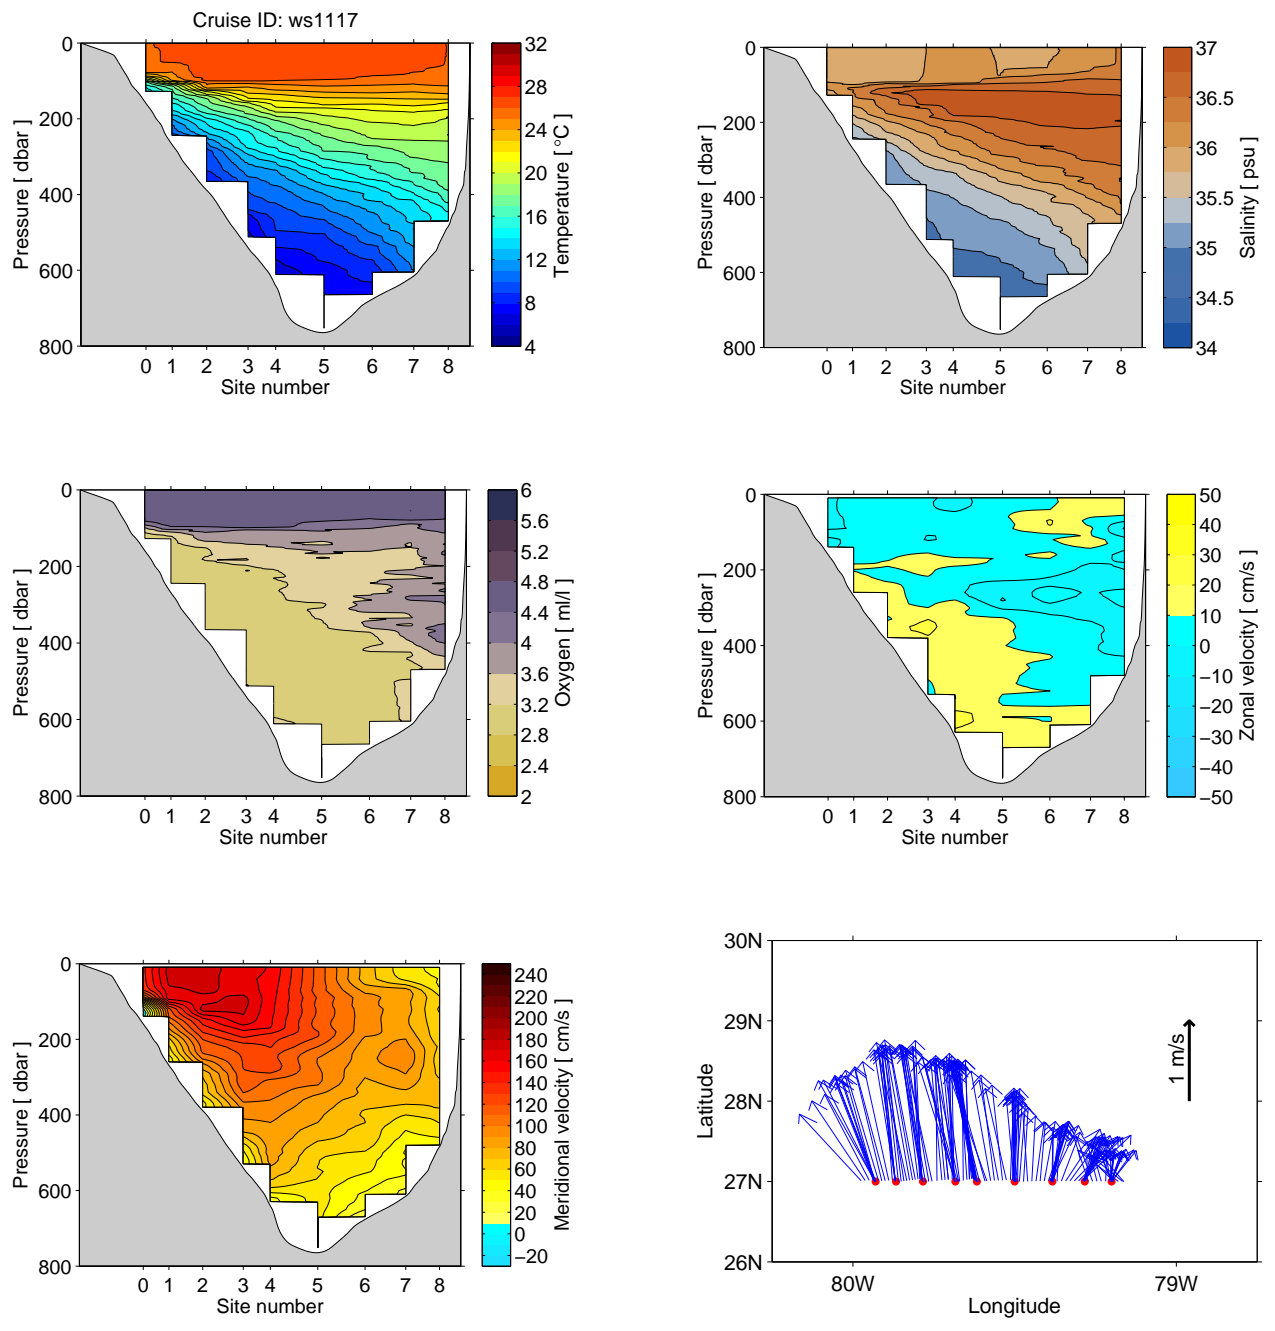 Cruise ID: ws1117
0
200
400
600
800
Pressure [ dbar ]
0 1 2 3 4 5 6 7 8
Site number
32
28
24
20
16
12
8
4
Temperature [ °C ]
0
200
400
600
800
Pressure [ dbar ]
0 1 2 3 4 5 6 7 8
Site number
37
36.5
36
35.5
35
34.5
34
Salinity [ psu ]
0
200
400
600
800
Pressure [ dbar ]
0 1 2 3 4 5 6 7 8
Site number
6
5.6
5.2
4.8
4.4
4
3.6
3.2
2.8
2.4
2
Oxygen [ ml/l ]
0
200
400
600
800
Pressure [ dbar ]
0 1 2 3 4 5 6 7 8
Site number
50
40
30
20
10
0
−10
−20
−30
−40
−50
Zonal velocity [ cm/s ]
0
200
400
600
800
Pressure [ dbar ]
0 1 2 3 4 5 6 7 8
Site number
240
220
200
180
160
140
120
100
80
60
40
20
0
−20
Meridional velocity [ cm/s ]
30N
29N
28N
27N
26N
Latitude
1 m/s
80W 79W
Longitude